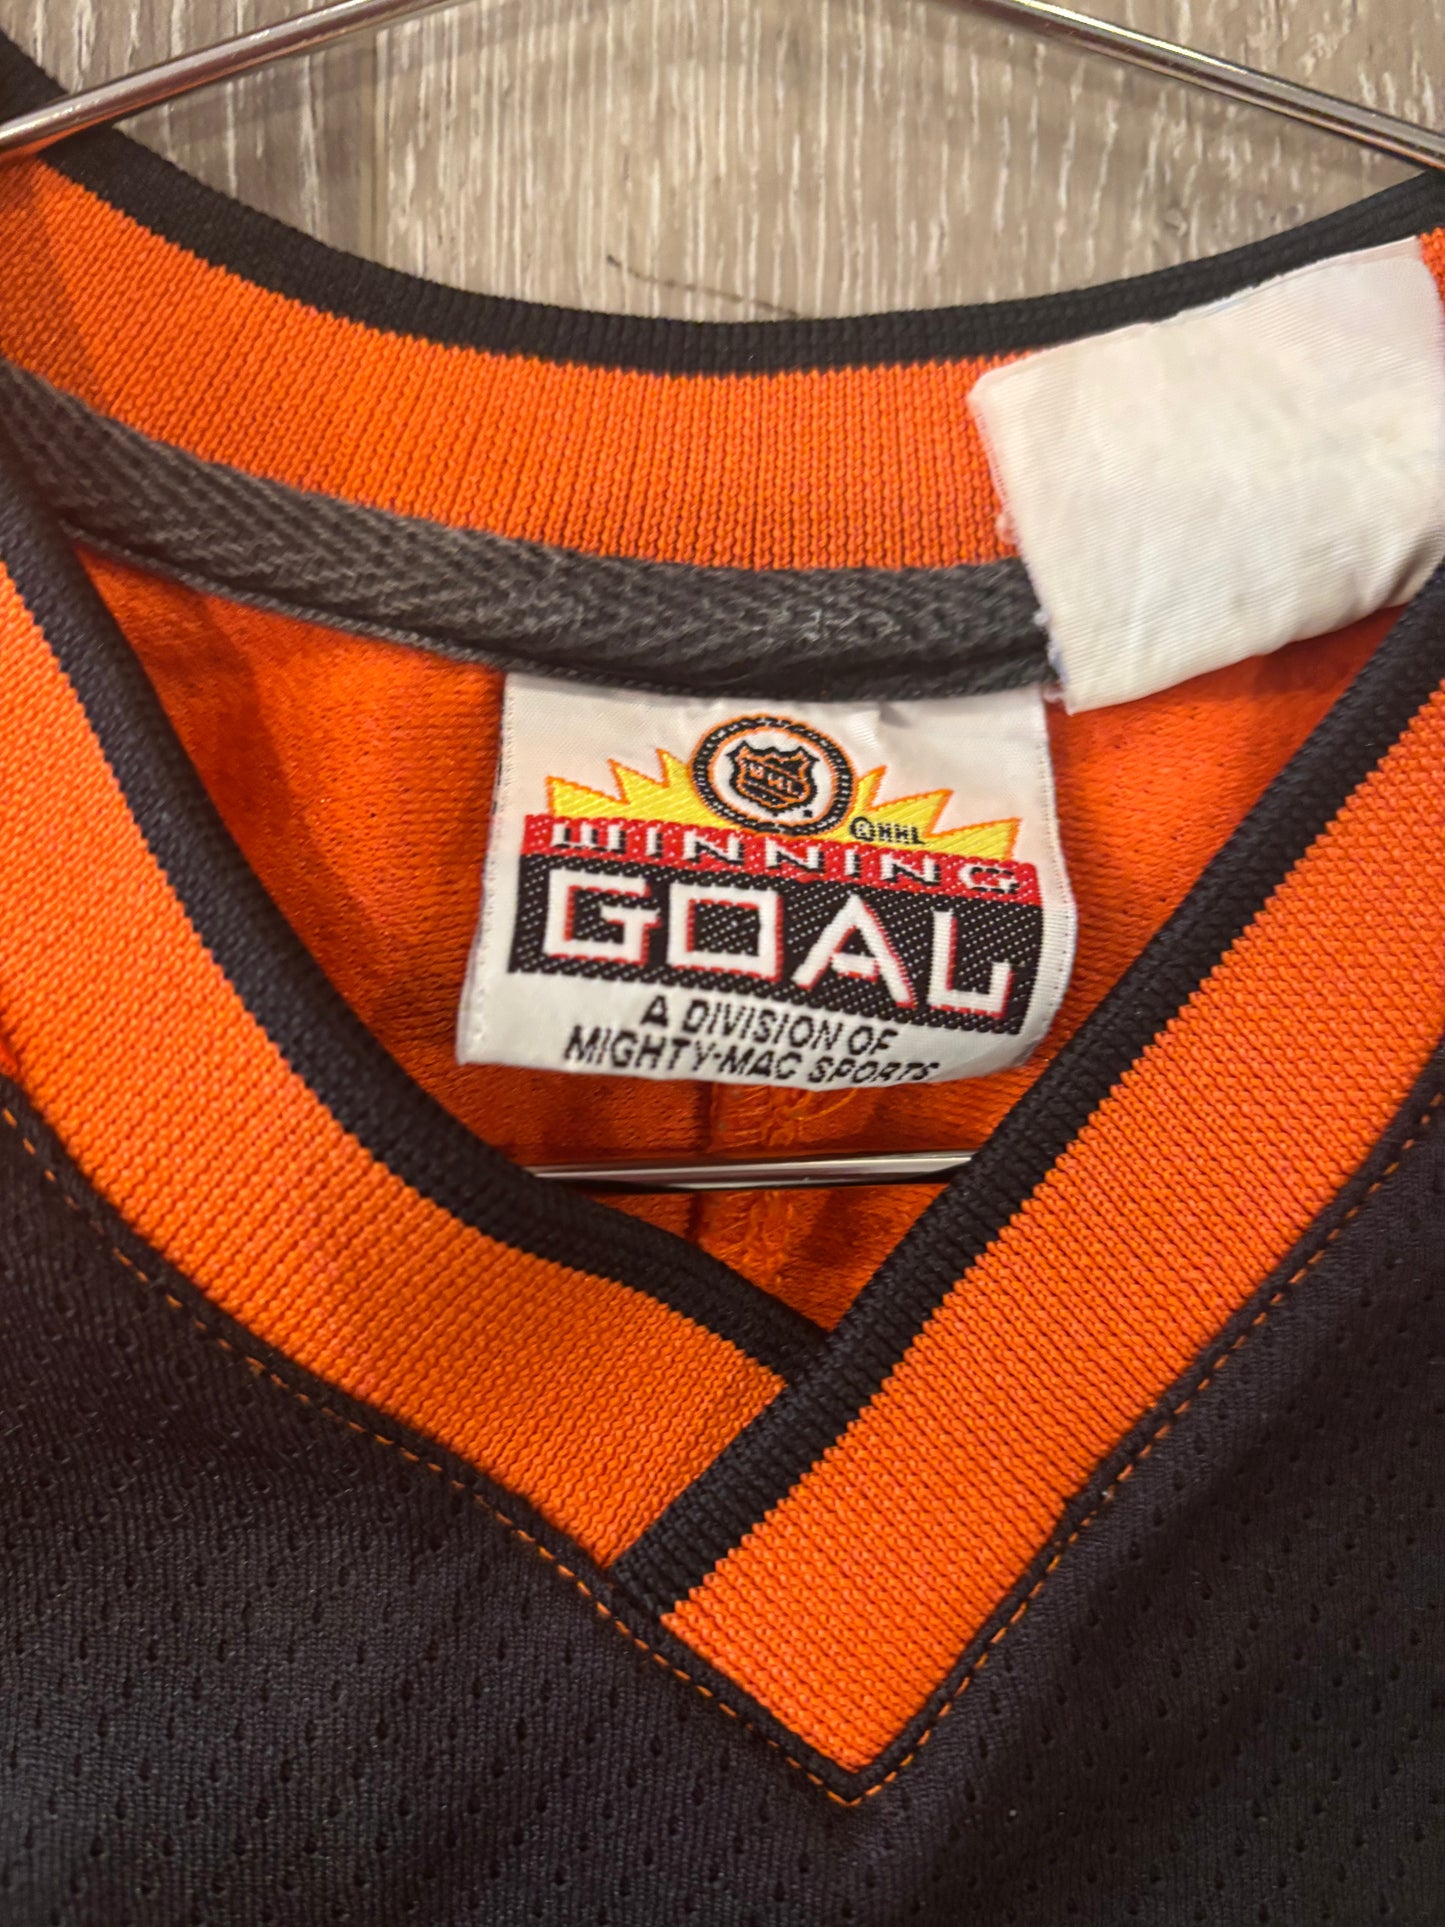 NHL
©NHL
WINNING
GOAL
A DIVISION OF
MIGHTY-MAC SPORTS